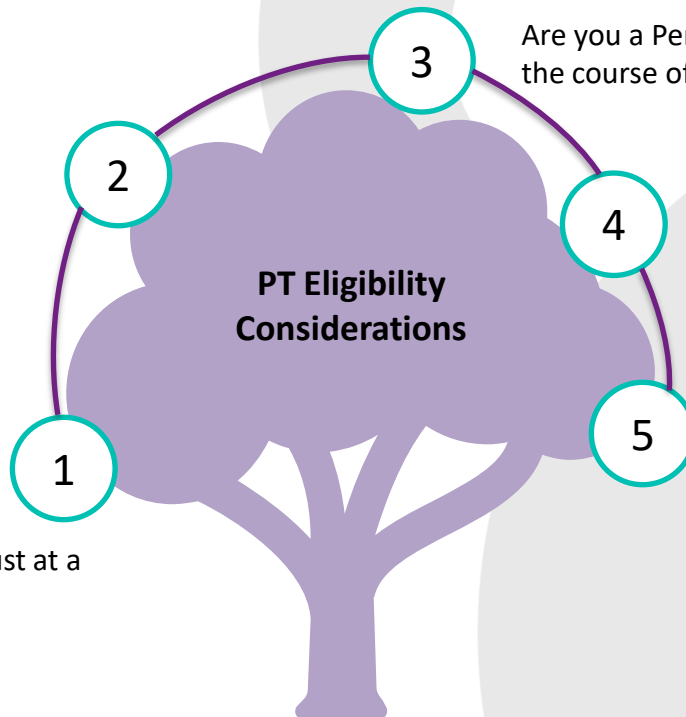 3
Are you a Per
the course of
2
4
PT Eligibility
Considerations
5
1
ust at a